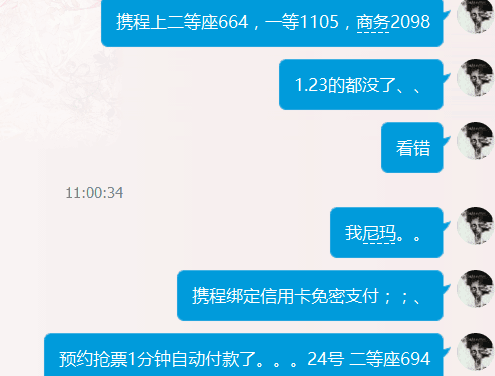 携程上二等座664，一等1105，商务2098
1.23的都没了、、
看错
11:00:34
我尼玛。。
携程绑定信用卡免密支付；；、
预约抢票1分钟自动付款了。。。24号 二等座694